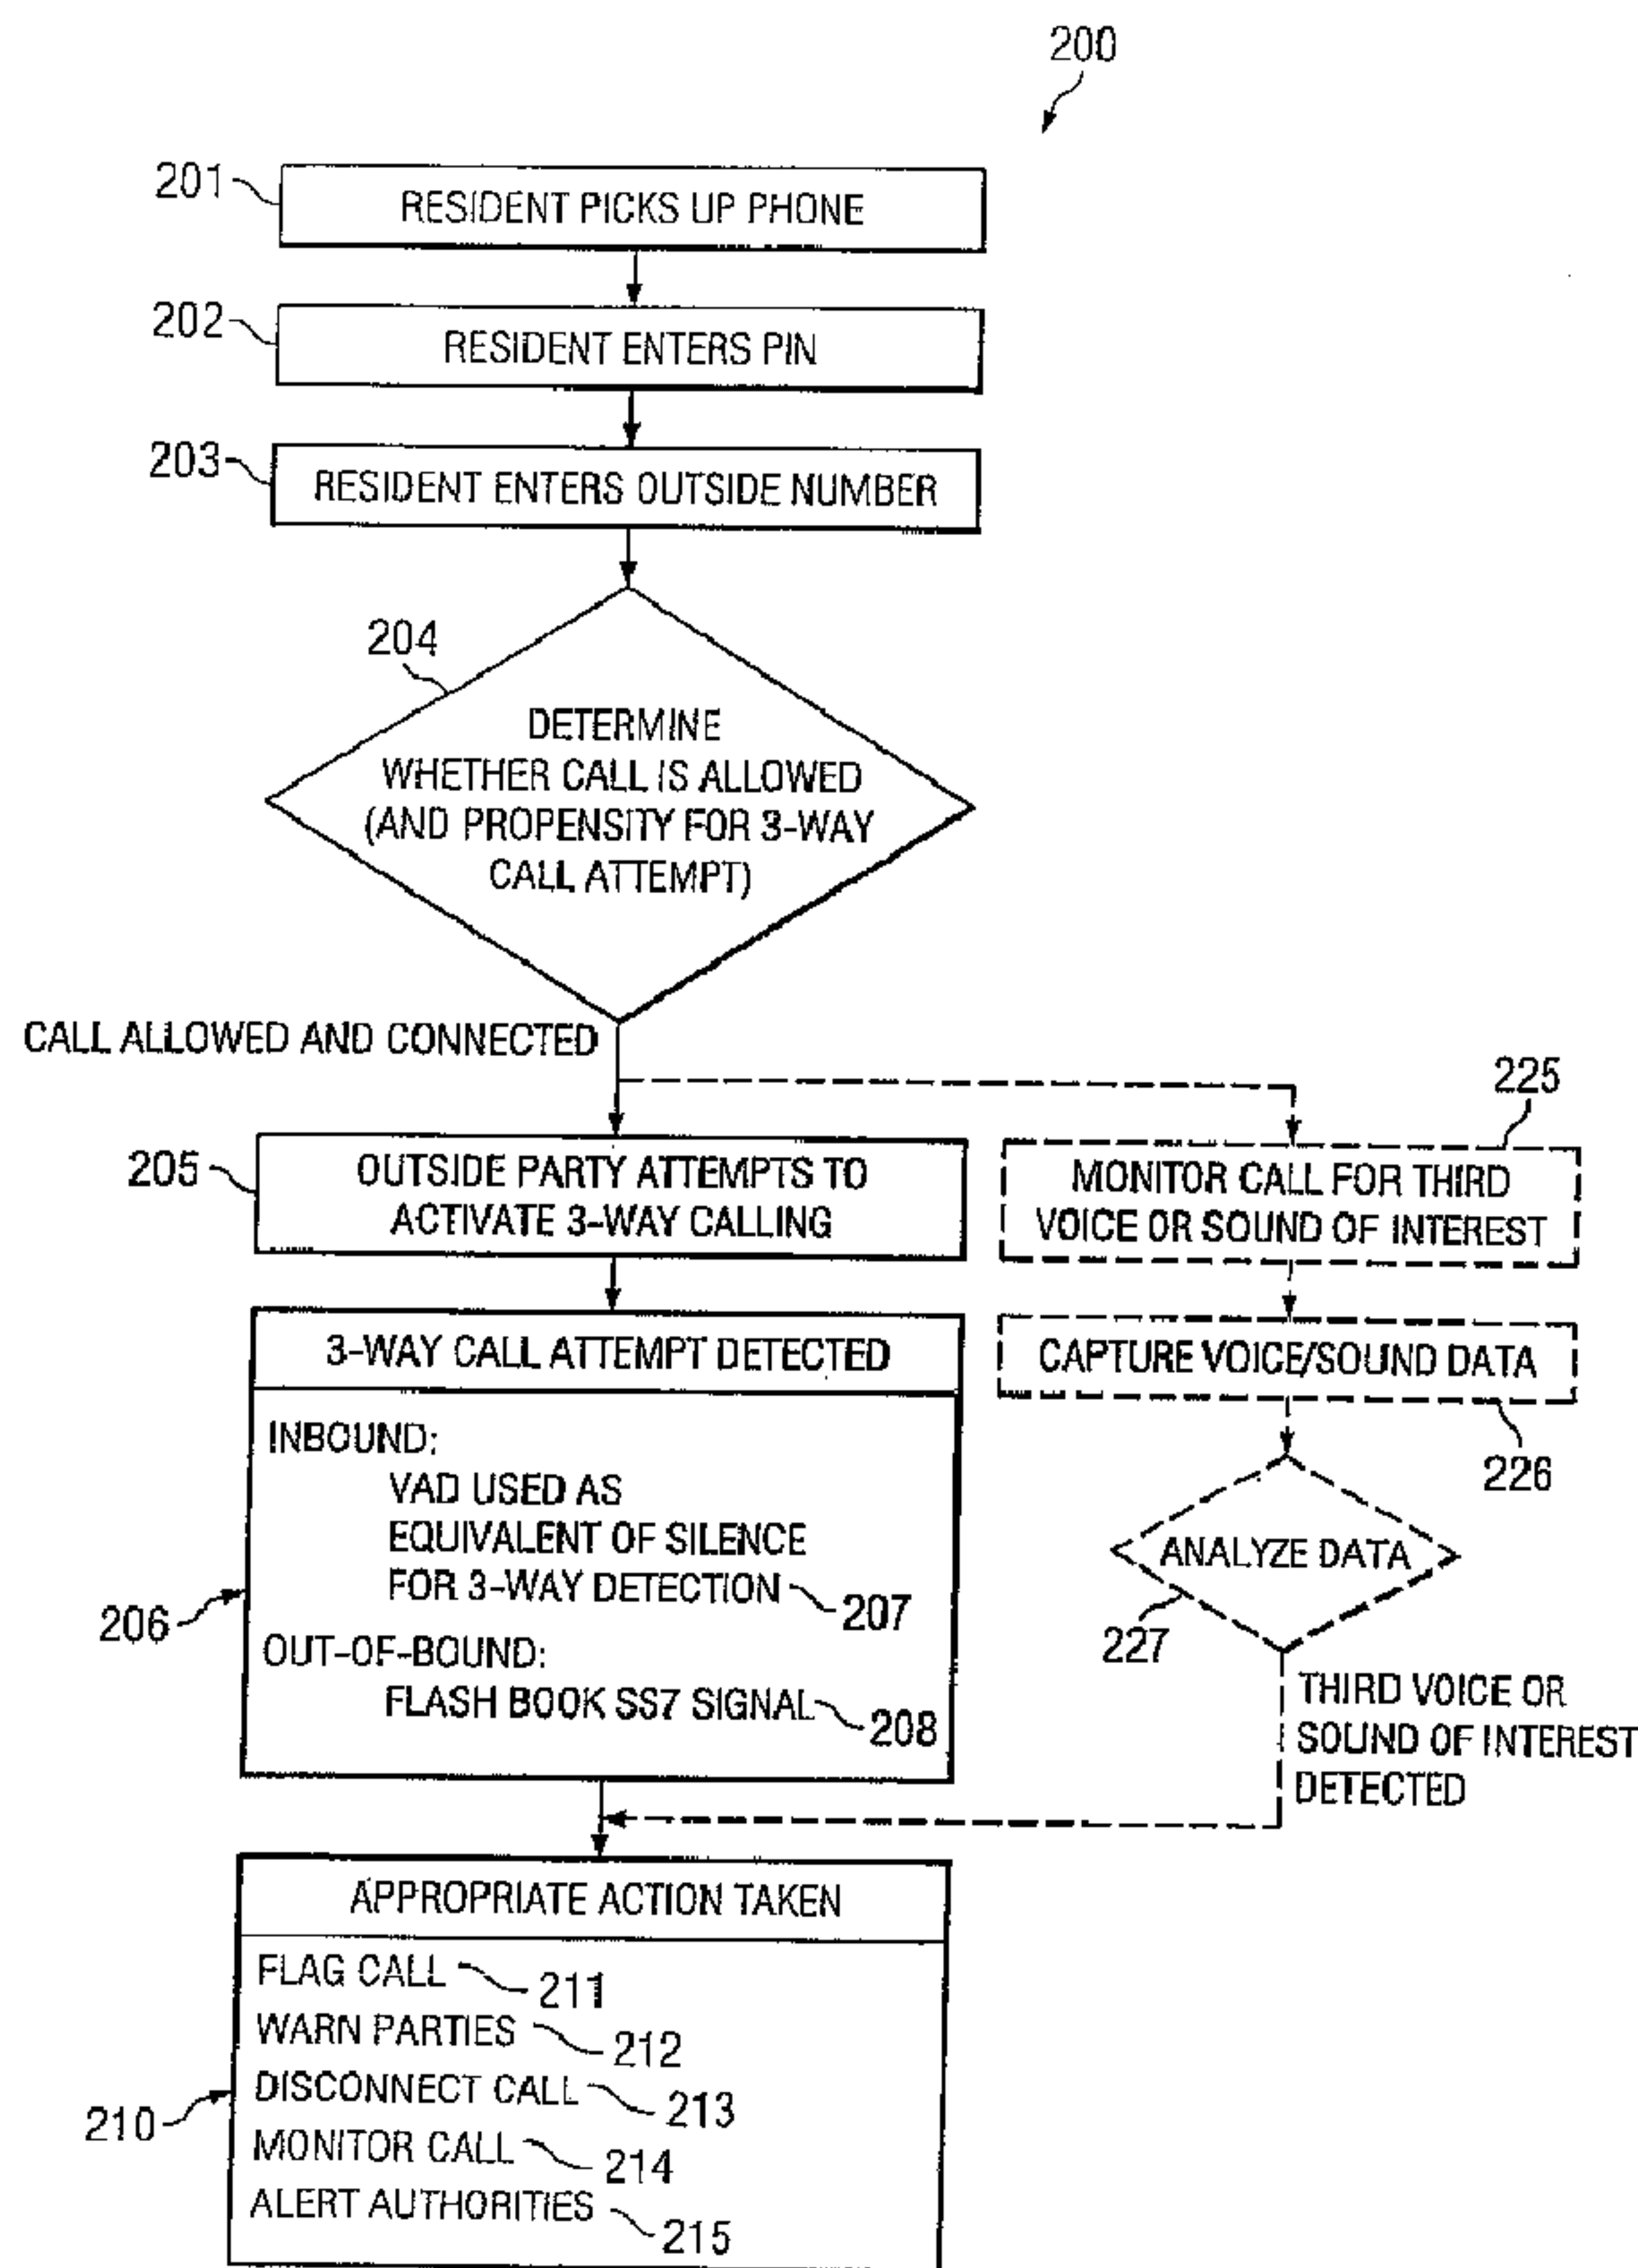 200
201
RESIDENT PICKS UP PHONE
202
RESIDENT ENTERS PIN
203
RESIDENT ENTERS OUTSIDE NUMBER
204
DETERMINE
WHETHER CALL IS ALLOWED
(AND PROPENSITY FOR 3-WAY
CALL ATTEMPT)
CALL ALLOWED AND CONNECTED
205
OUTSIDE PARTY ATTEMPTS TO
ACTIVATE 3-WAY CALLING
225
MONITOR CALL FOR THIRD
VOICE OR SOUND OF INTEREST
206
3-WAY CALL ATTEMPT DETECTED
INBOUND:
VAD USED AS
EQUIVALENT OF SILENCE
FOR 3-WAY DETECTION
207
OUT-OF-BOUND:
FLASH BOOK SS7 SIGNAL
208
CAPTURE VOICE/SOUND DATA
226
ANALYZE DATA
227
THIRD VOICE OR
SOUND OF INTEREST
DETECTED
210
APPROPRIATE ACTION TAKEN
FLAG CALL
211
WARN PARTIES
212
DISCONNECT CALL
213
MONITOR CALL
214
ALERT AUTHORITIES
215